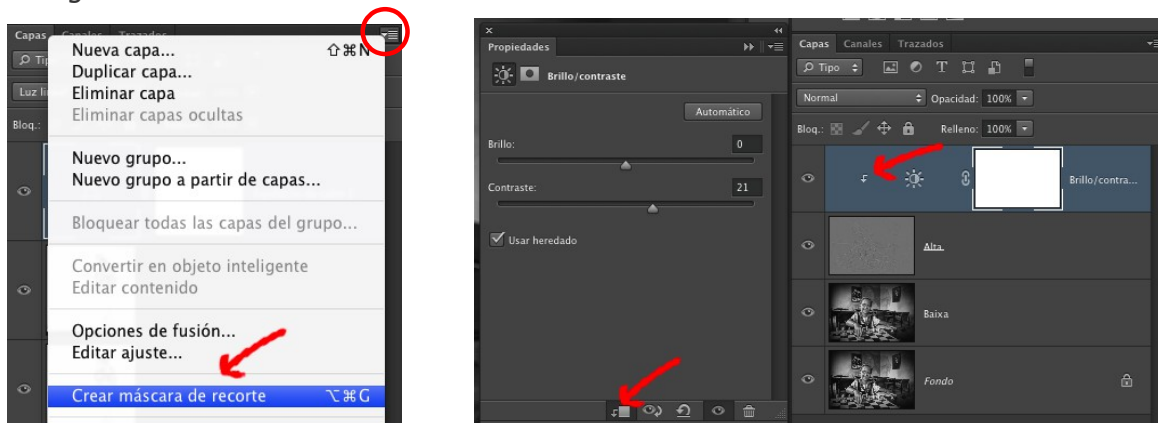 Capas Canales Trazados
Nueva capa... ⇧⌘N
Duplicar capa...
Eliminar capa
Eliminar capas ocultas
Luz
Bloq.:
Nuevo grupo...
Nuevo grupo a partir de capas...
Bloquear todas las capas del grupo...
Convertir en objeto inteligente
Editar contenido
Opciones de fusión...
Editar ajuste...
Crear máscara de recorte ⌥⌘G
Propiedades
Brillo/contraste
Automático
Brillo: 0
Contraste: 21
Usar heredado
Capas Canales Trazados
Tipo
Normal Opacidad: 100%
Bloq.: Relleno: 100%
Brillo/contra...
Alta.
Baixa
Fondo